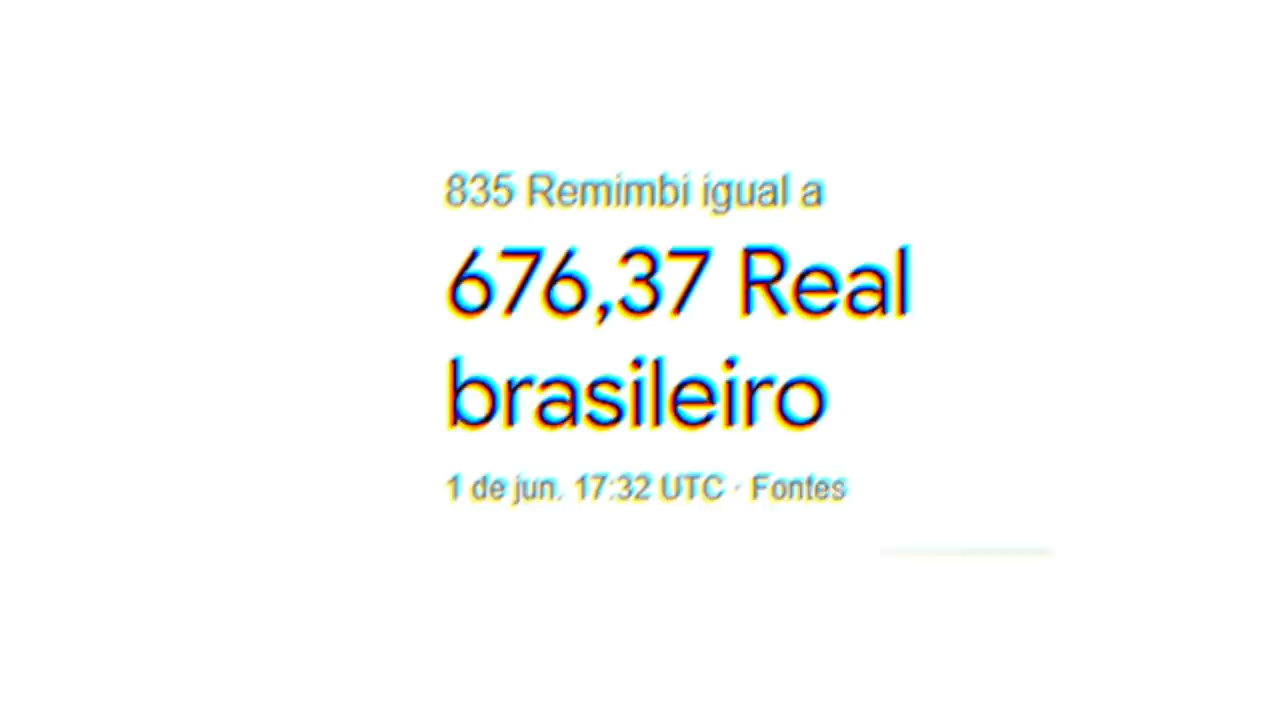 835 Remimbi igual a
676,37 Real
brasileiro
1 de jun. 17:32 UTC · Fontes